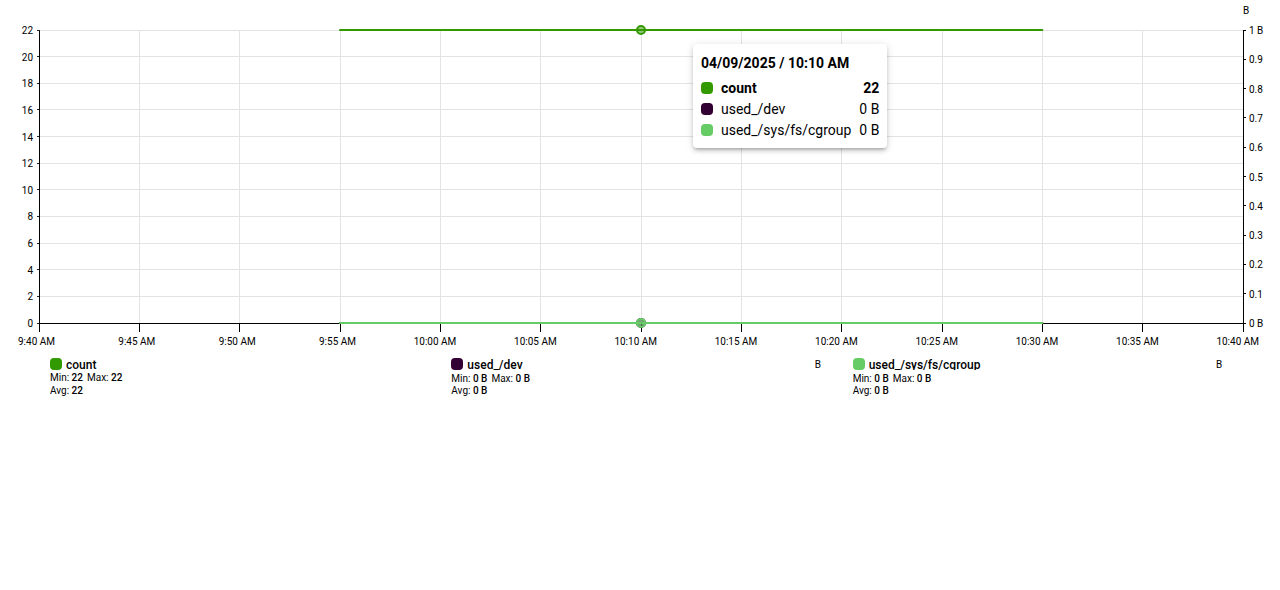 B
22
20
18
16
14
12
10
8
6
4
2
0
1 B
0.9
0.8
0.7
0.6
0.5
0.4
0.3
0.2
0.1
0 B
04/09/2025 / 10:10 AM
count 22
used_/dev 0 B
used_/sys/fs/cgroup 0 B
9:40 AM 9:45 AM 9:50 AM 9:55 AM 10:00 AM 10:05 AM 10:10 AM 10:15 AM 10:20 AM 10:25 AM 10:30 AM 10:35 AM 10:40 AM
count
Min: 22 Max: 22
Avg: 22
used_/dev B
Min: 0 B Max: 0 B
Avg: 0 B
used_/sys/fs/cgroup B
Min: 0 B Max: 0 B
Avg: 0 B